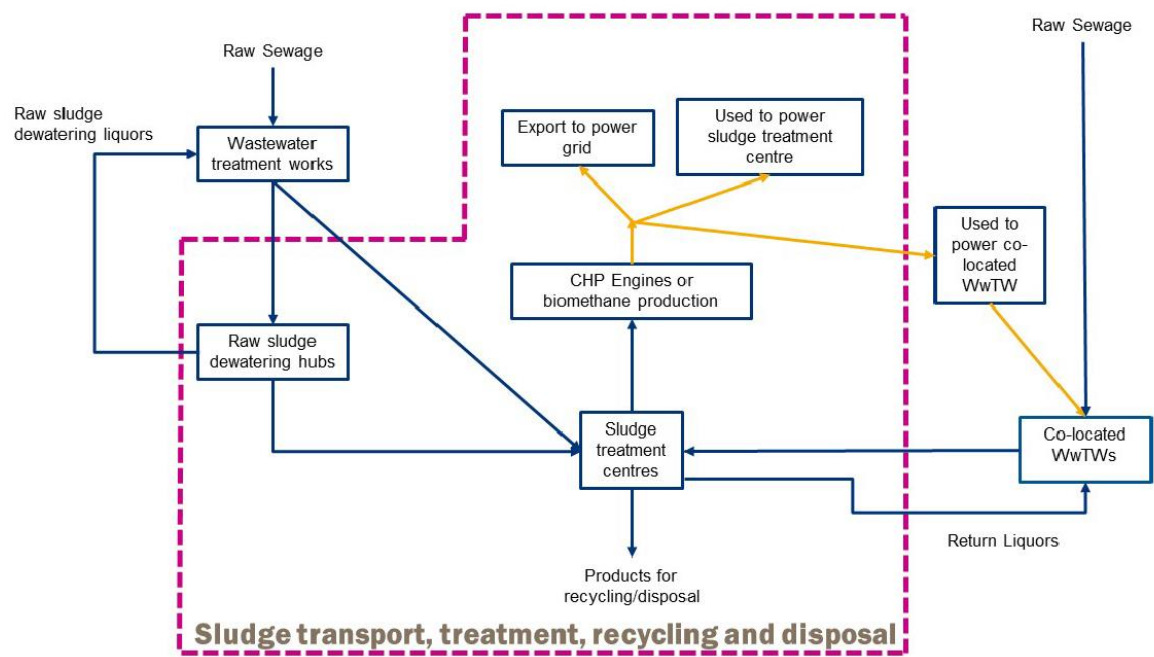 Raw Sewage
Raw sludge
dewatering liquors
Wastewater
treatment works
Raw sludge
dewatering hubs
Export to power
grid
Used to power
sludge treatment
centre
CHP Engines or
biomethane production
Sludge
treatment
centres
Products for
recycling/disposal
Sludge transport, treatment, recycling and disposal
Raw Sewage
Used to
power co-
located
WwTW
Co-located
WwTWs
Return Liquors